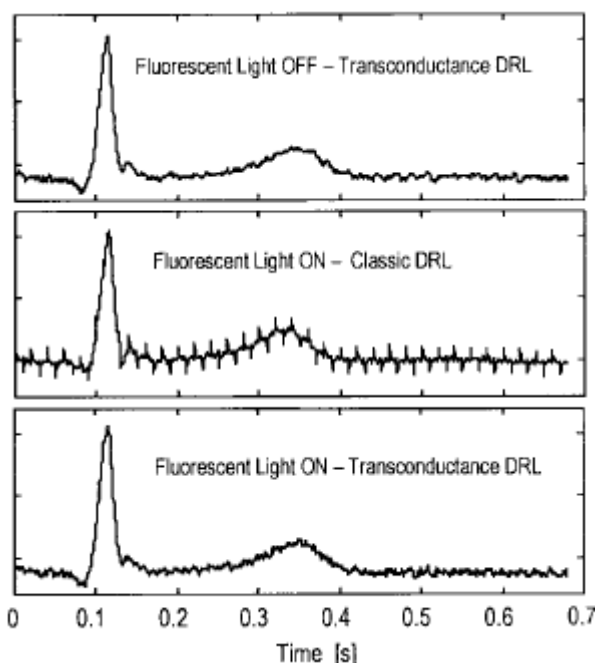 Fluorescent Light OFF – Transconductance DRL
Fluorescent Light ON – Classic DRL
Fluorescent Light ON – Transconductance DRL
0 0.1 0.2 0.3 0.4 0.5 0.6 0.7
Time [s]